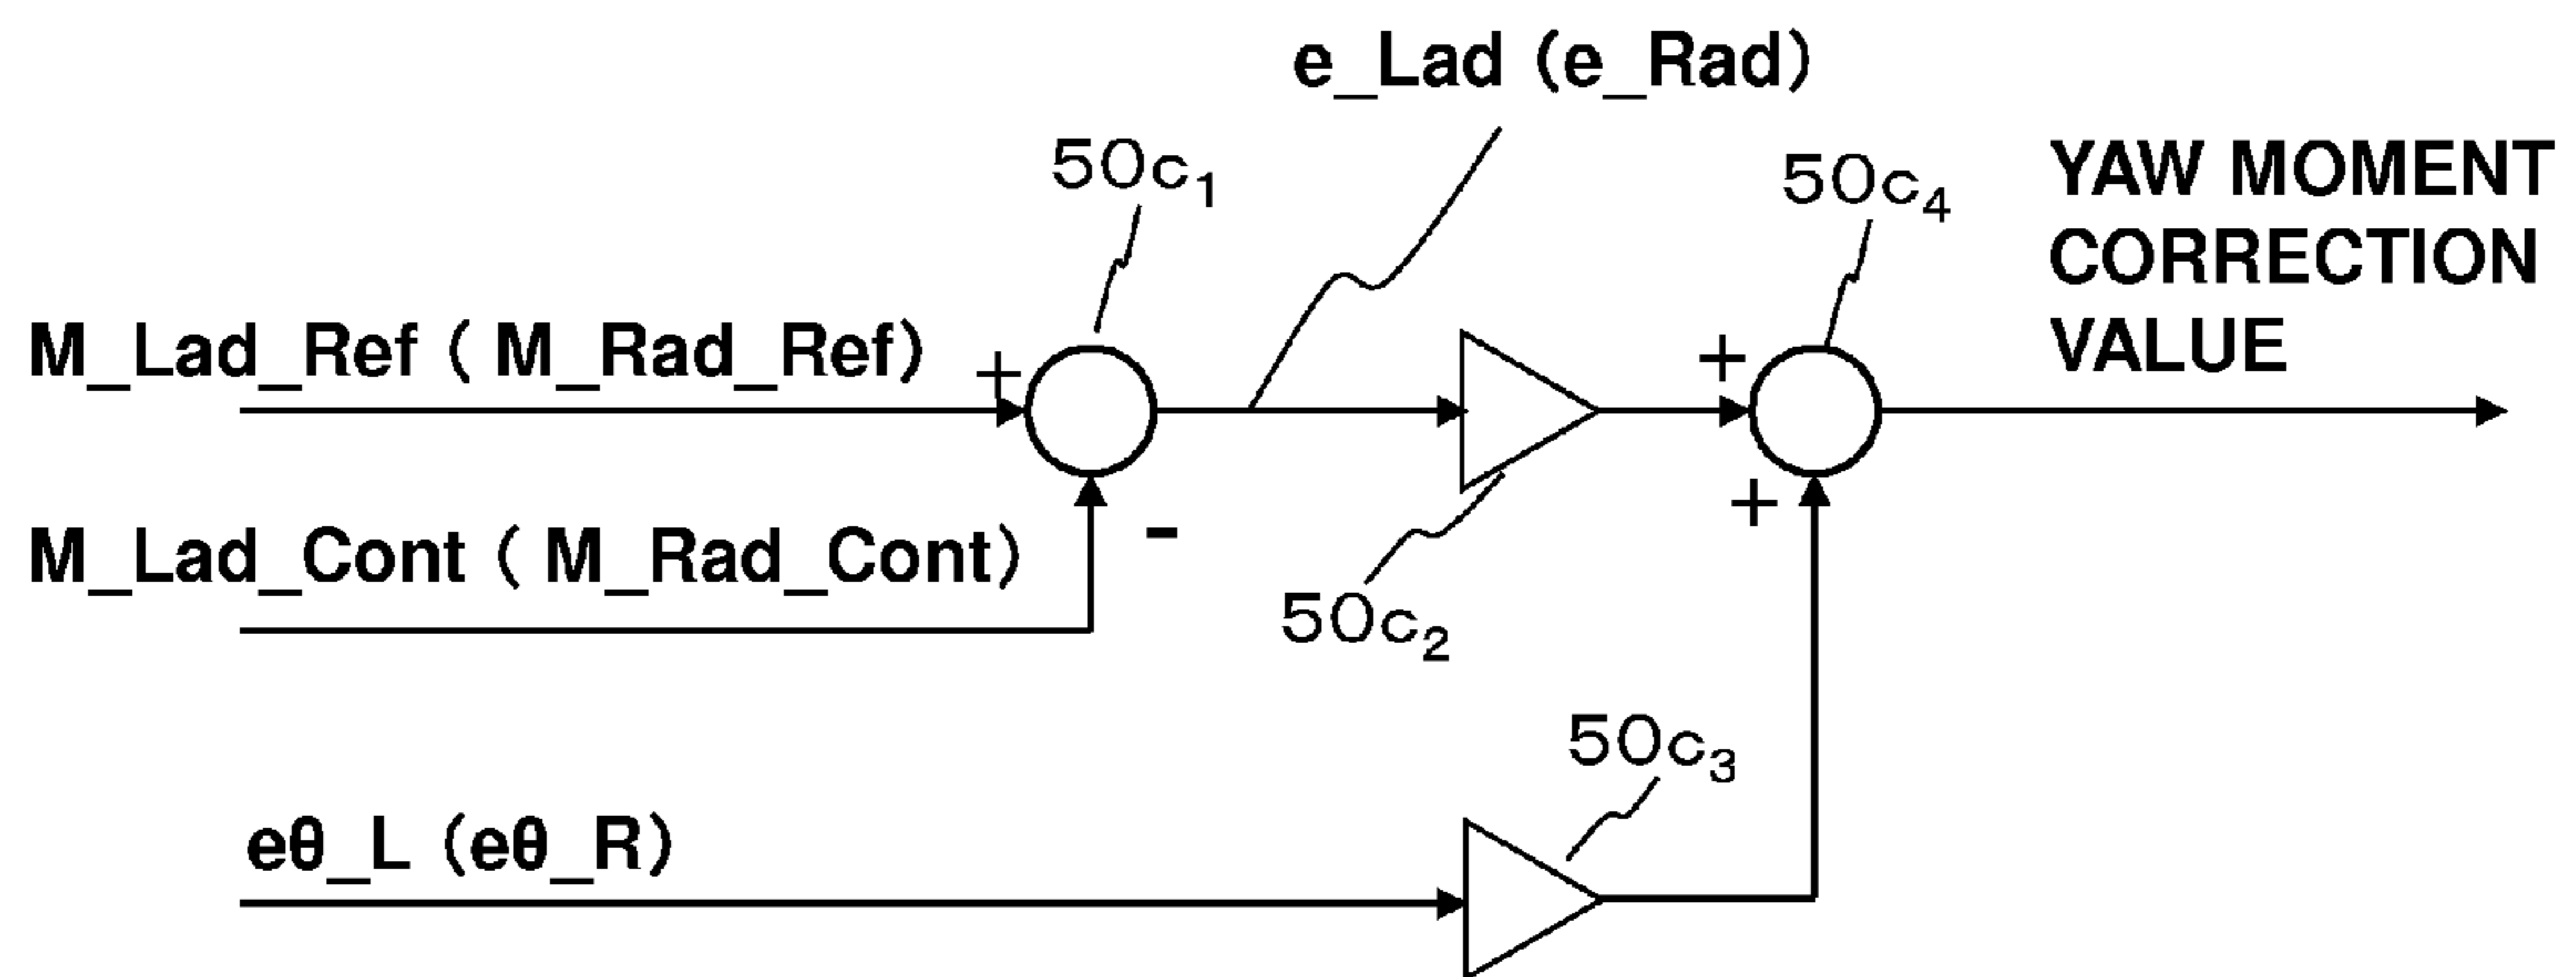 e_Lad (e_Rad)
50c₁
50c₄
YAW MOMENT
CORRECTION
VALUE
M_Lad_Ref ( M_Rad_Ref)
+
+
M_Lad_Cont ( M_Rad_Cont)
-
+
50c₂
50c₃
eθ_L (eθ_R)